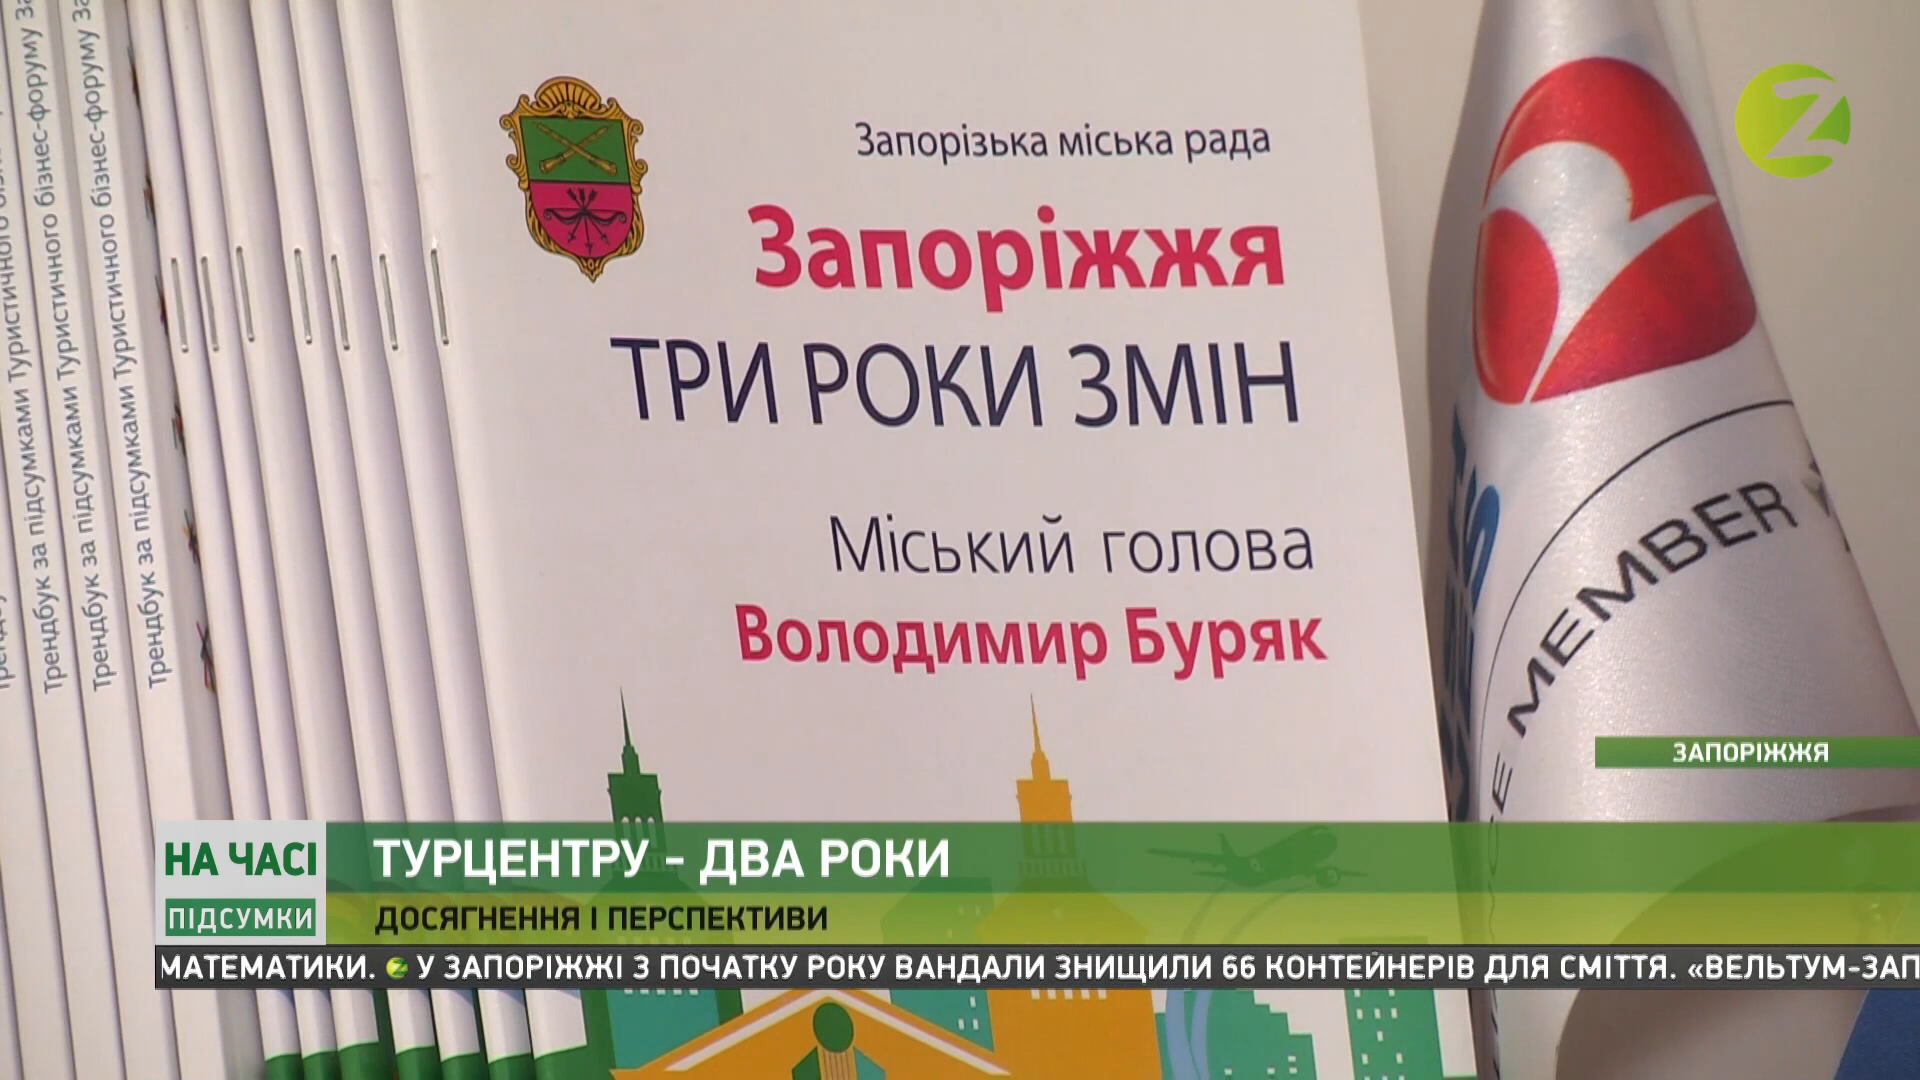 Запорізька міська рада
Запоріжжя
ТРИ РОКИ ЗМІН
Міський голова
Володимир Буряк
Трендбук за підсумками Туристичного бізнес-форуму
Трендбук за підсумками Туристичного бізнес-форуму
Трендбук за підсумками Туристичного бізнес-форуму
MEMBER
Z
ЗАПОРІЖЖЯ
НА ЧАСІ
ПІДСУМКИ
ТУРЦЕНТРУ - ДВА РОКИ
ДОСЯГНЕННЯ І ПЕРСПЕКТИВИ
МАТЕМАТИКИ. У ЗАПОРІЖЖІ З ПОЧАТКУ РОКУ ВАНДАЛИ ЗНИЩИЛИ 66 КОНТЕЙНЕРІВ ДЛЯ СМІТТЯ. «ВЕЛЬТУМ-ЗАП